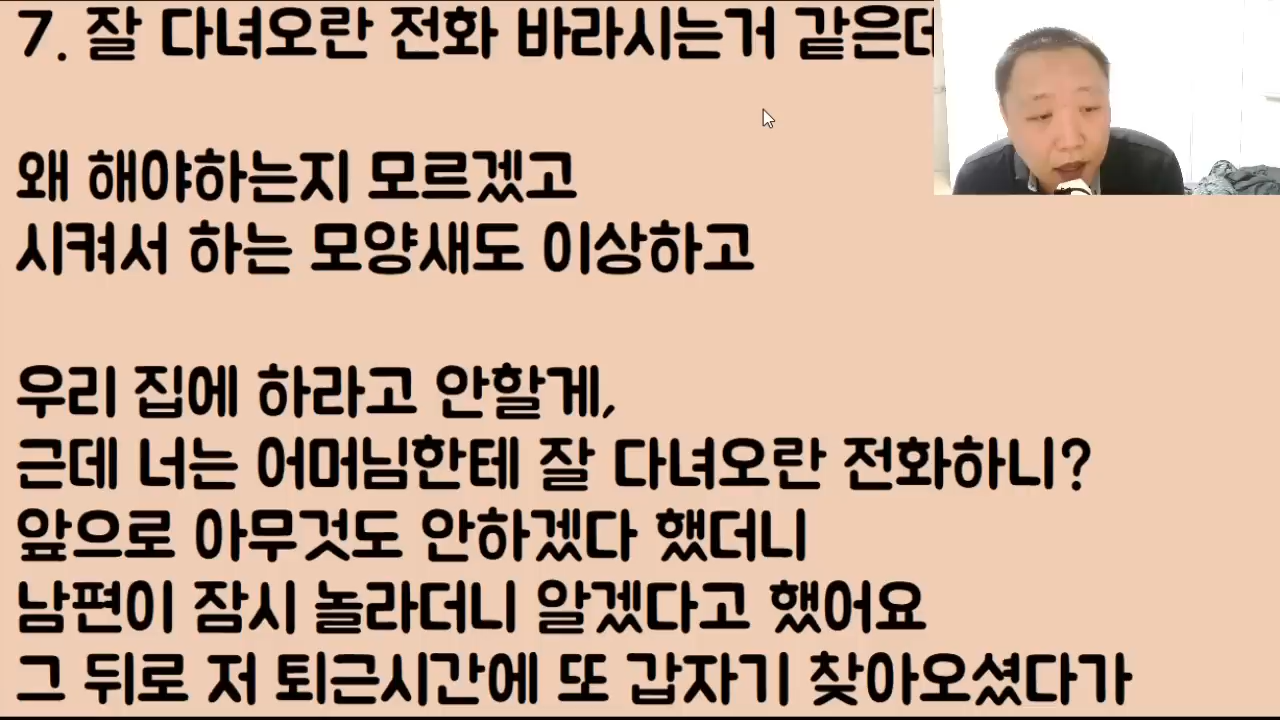 7. 잘 다녀오란 전화 바라시는거 같은데
왜 해야하는지 모르겠고
시켜서 하는 모양새도 이상하고
우리 집에 하라고 안할게,
근데 너는 어머님한테 잘 다녀오란 전화하니?
앞으로 아무것도 안하겠다 했더니
남편이 잠시 놀라더니 알겠다고 했어요
그 뒤로 저 퇴근시간에 또 갑자기 찾아오셨다가